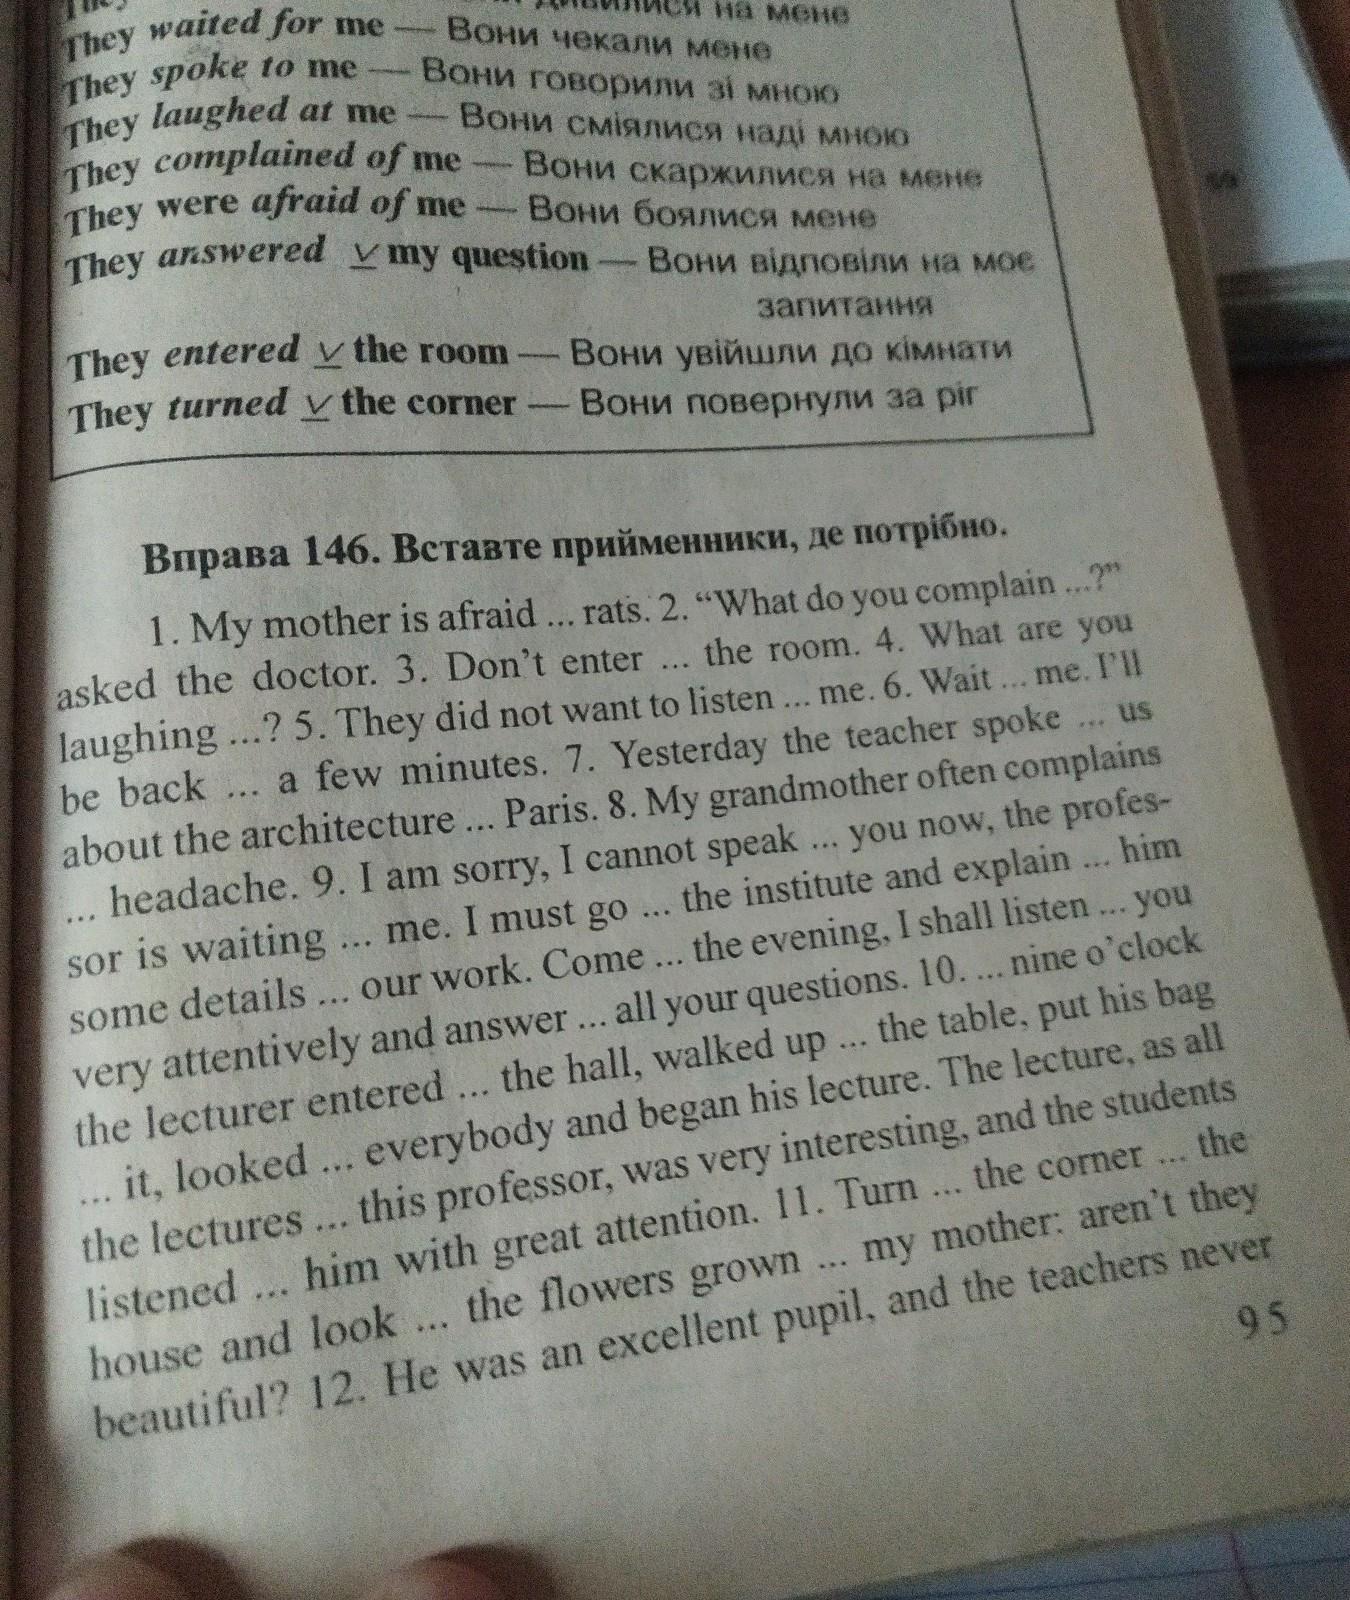 They
на мене
They waited for me — Вони чекали мене
They spoke to me — Вони говорили зі мною
They laughed at me — Вони сміялися наді мною
They complained of me — Вони скаржилися на мене
They were afraid of me — Вони боялися мене
They answered v my question — Вони відповіли на моє
запитання
They entered v the room — Вони увійшли до кімнати
They turned v the corner — Вони повернули за ріг
Вправа 146. Вставте прийменники, де потрібно.
1. My mother is afraid ... rats. 2. “What do you complain ...?”
asked the doctor. 3. Don't enter ... the room. 4. What are you
laughing ...? 5. They did not want to listen ... me. 6. Wait ... me. I'll
be back ... a few minutes. 7. Yesterday the teacher spoke ... us
about the architecture ... Paris. 8. My grandmother often complains
... headache. 9. I am sorry, I cannot speak ... you now, the profes-
sor is waiting ... me. I must go ... the institute and explain ... him
some details ... our work. Come ... the evening, I shall listen ... you
very attentively and answer ... all your questions. 10. ... nine o'clock
the lecturer entered ... the hall, walked up ... the table, put his bag
... it, looked ... everybody and began his lecture. The lecture, as all
the lectures ... this professor, was very interesting, and the students
listened ... him with great attention. 11. Turn ... the corner ... the
house and look ... the flowers grown ... my mother: aren't they
beautiful? 12. He was an excellent pupil, and the teachers never
95